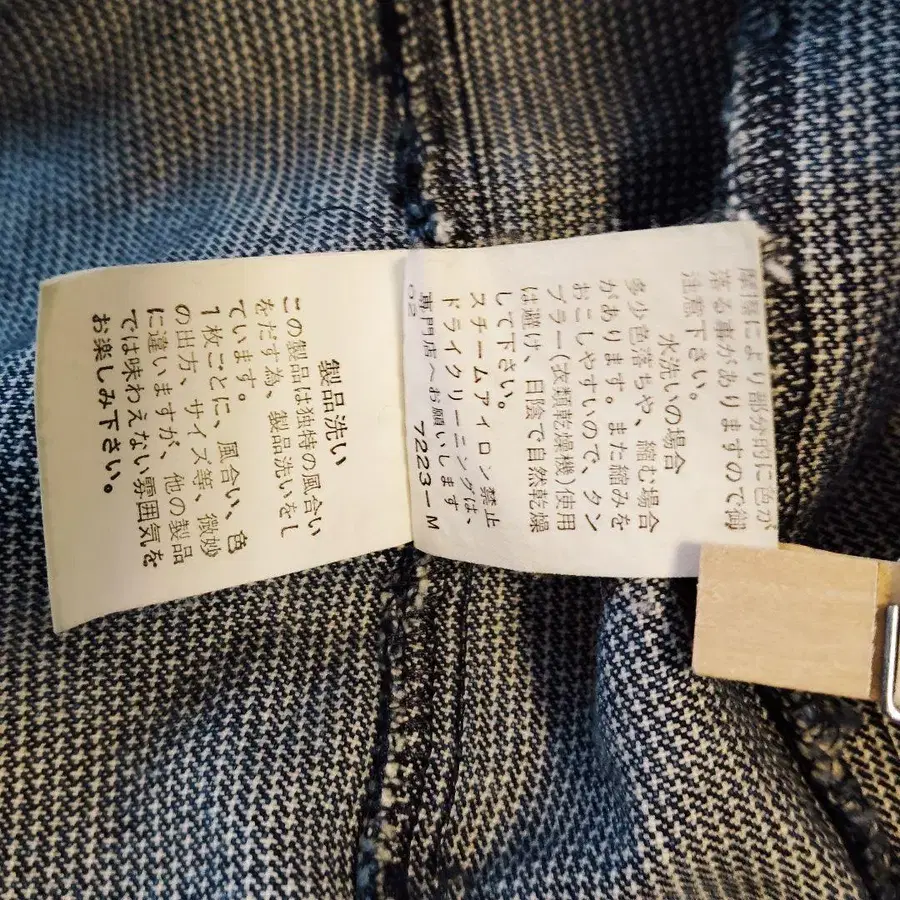 摩擦により部分的に色が
落る事がありますので御
注意下さい。
水洗いの場合
多少色落ちや、縮む場合
があります。また縮みを
おこしやすいので、タン
ブラー(衣類乾燥機)使用
は避け、日陰で自然乾燥
して下さい。
スチームアイロン禁止
ドライクリーニングは、
専門店へお願いします
7223-M
02
製品洗い
この製品は独特の風合い
をだす為、製品洗いをし
ています。
1枚ごとに、風合い、色
の出方、サイズ等、微妙
に違いますが、他の製品
では味わえない雰囲気を
お楽しみ下さい。